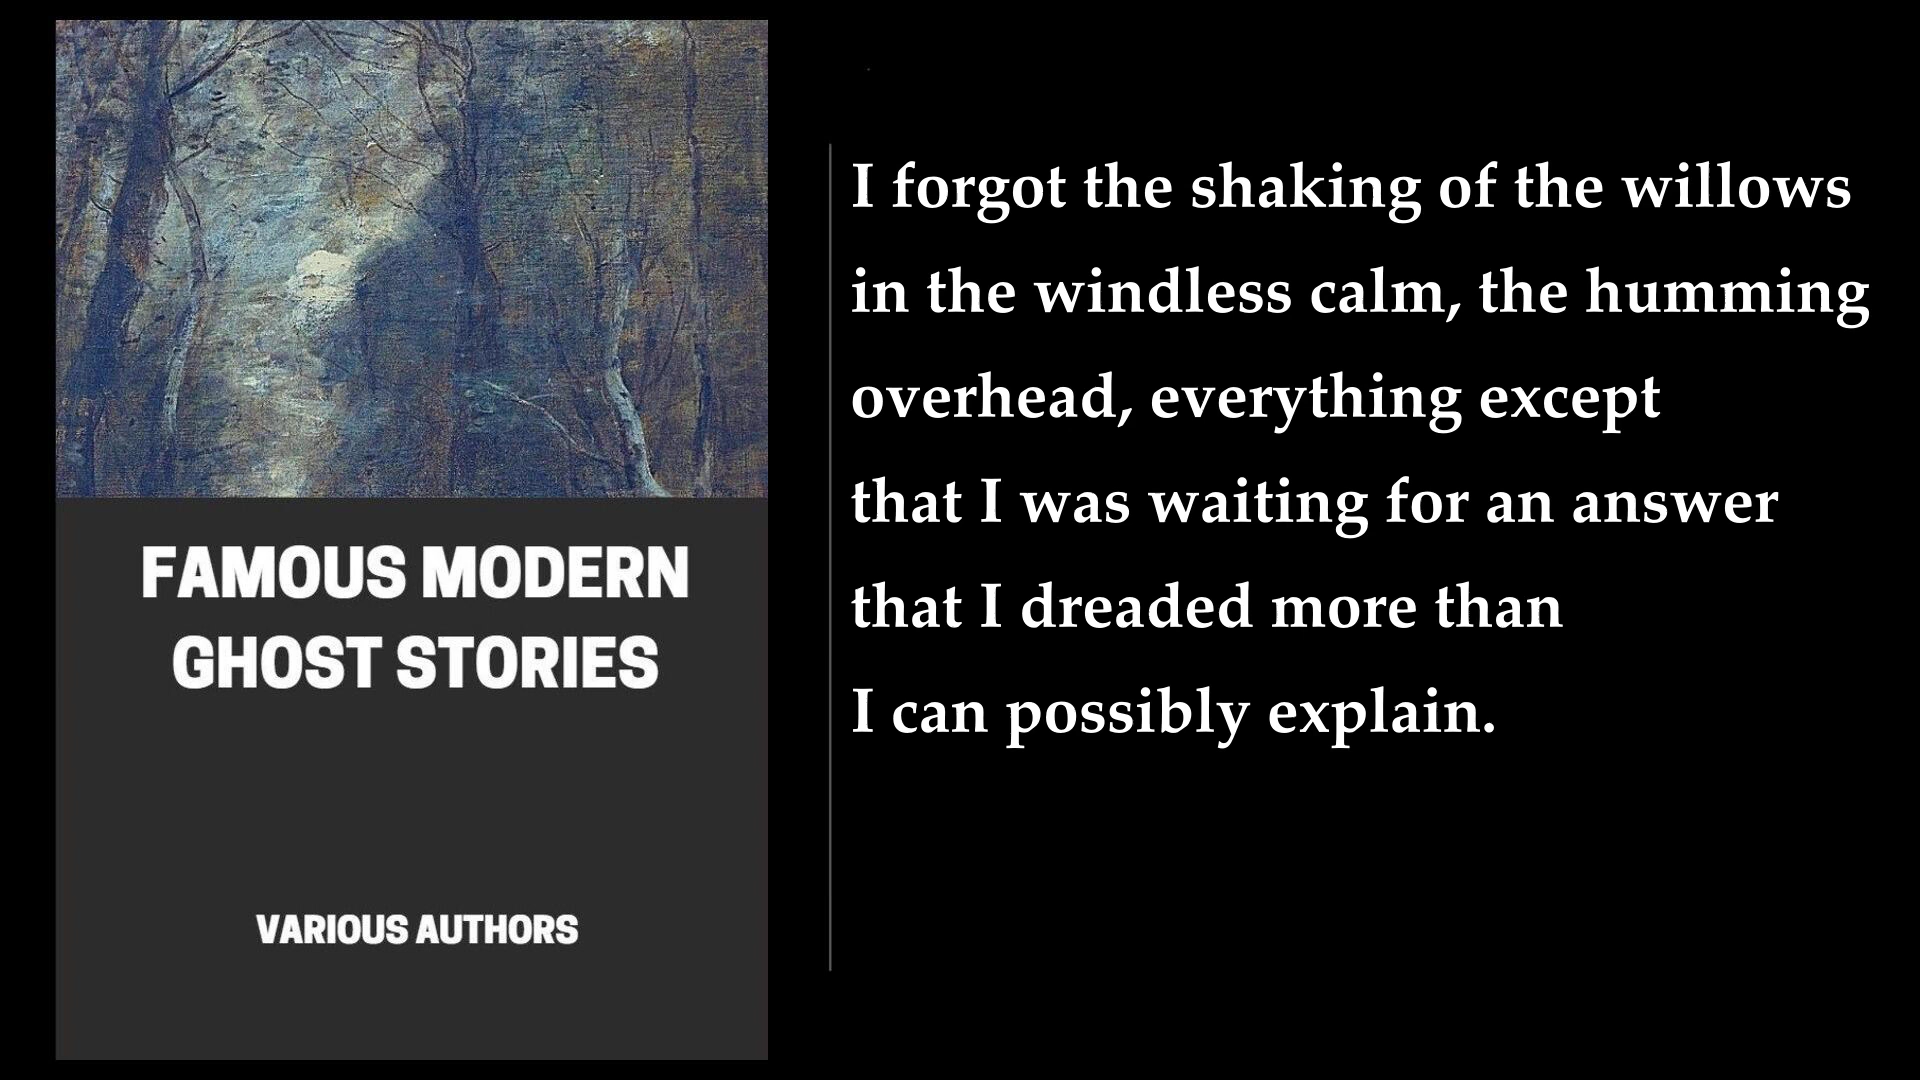 FAMOUS MODERN
GHOST STORIES
VARIOUS AUTHORS
I forgot the shaking of the willows
in the windless calm, the humming
overhead, everything except
that I was waiting for an answer
that I dreaded more than
I can possibly explain.